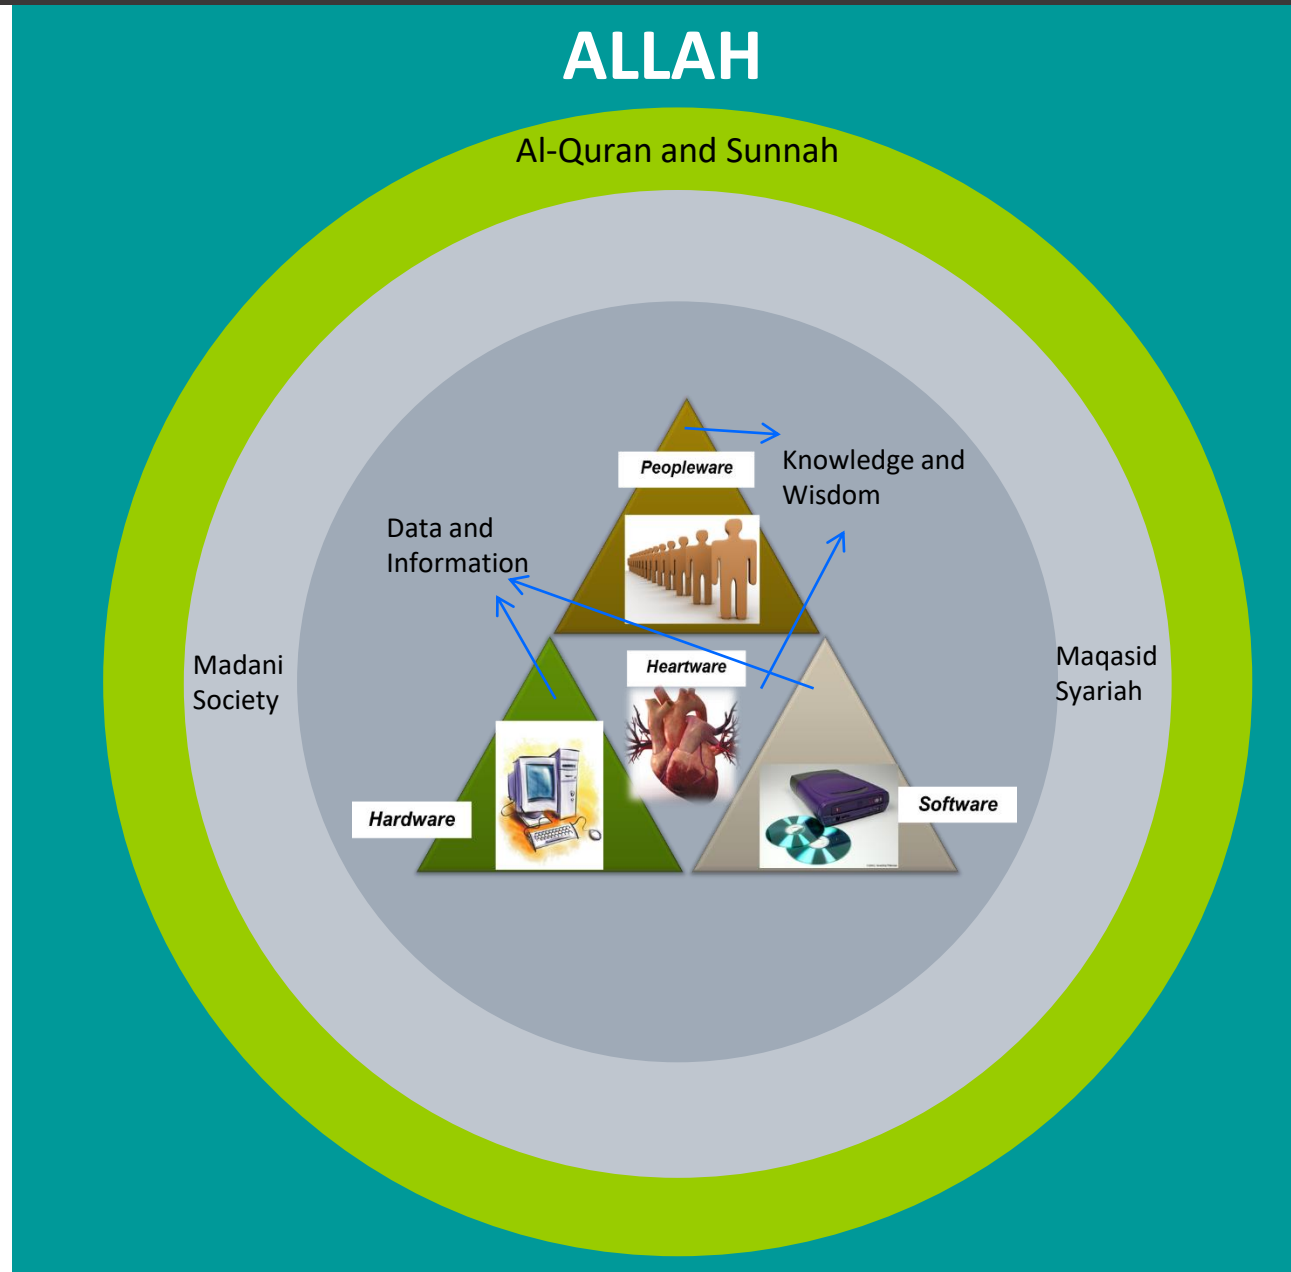 ALLAH
Al-Quran and Sunnah
Peopleware
Knowledge and
Wisdom
Data and
Information
Madani
Society
Heartware
Maqasid
Syariah
Hardware
Software